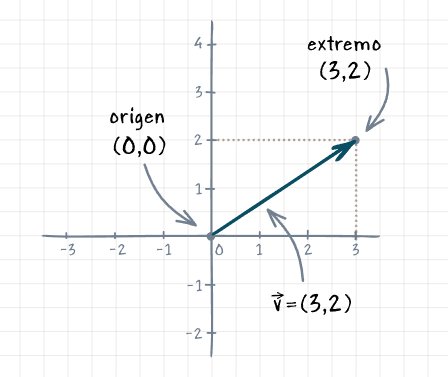 extremo
(3,2)
origen
(0,0)
4
3
2
1
-3 -2 -1 0 1 2 3
-1
v⃗=(3,2)
-2